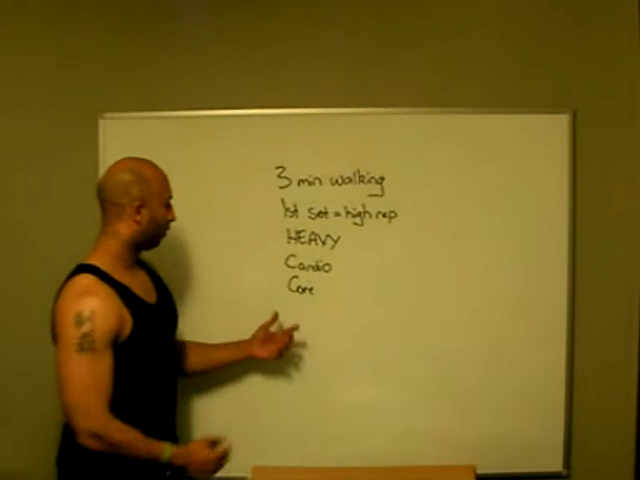 3 min walking
1st set = high rep
HEAVY
Cardio
Core